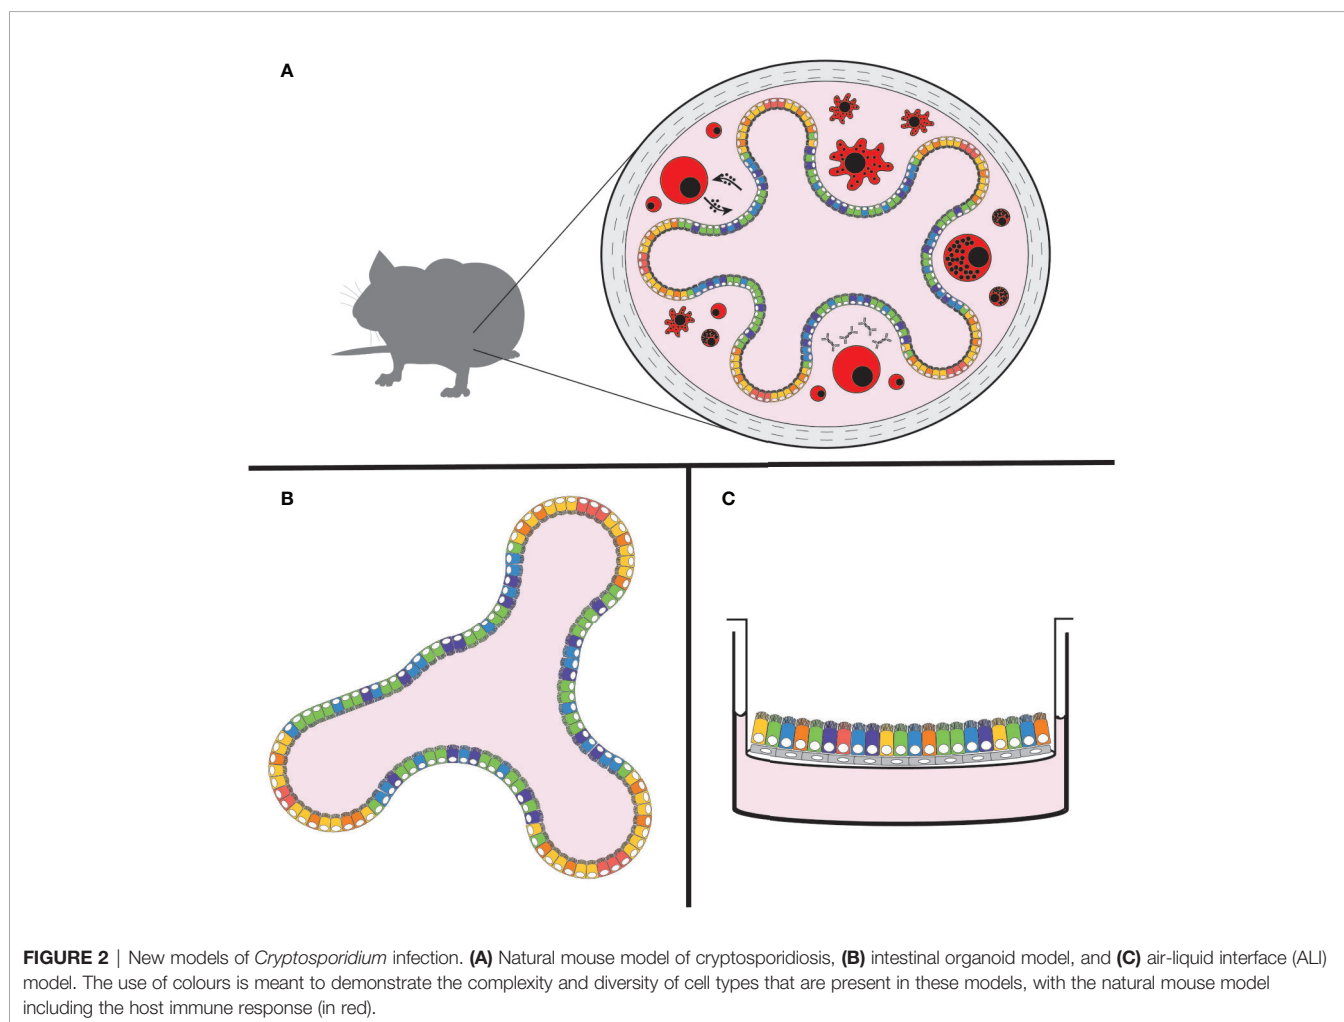 A
B
C
FIGURE 2 | New models of Cryptosporidium infection. (A) Natural mouse model of cryptosporidiosis, (B) intestinal organoid model, and (C) air-liquid interface (ALI)
model. The use of colours is meant to demonstrate the complexity and diversity of cell types that are present in these models, with the natural mouse model
including the host immune response (in red).